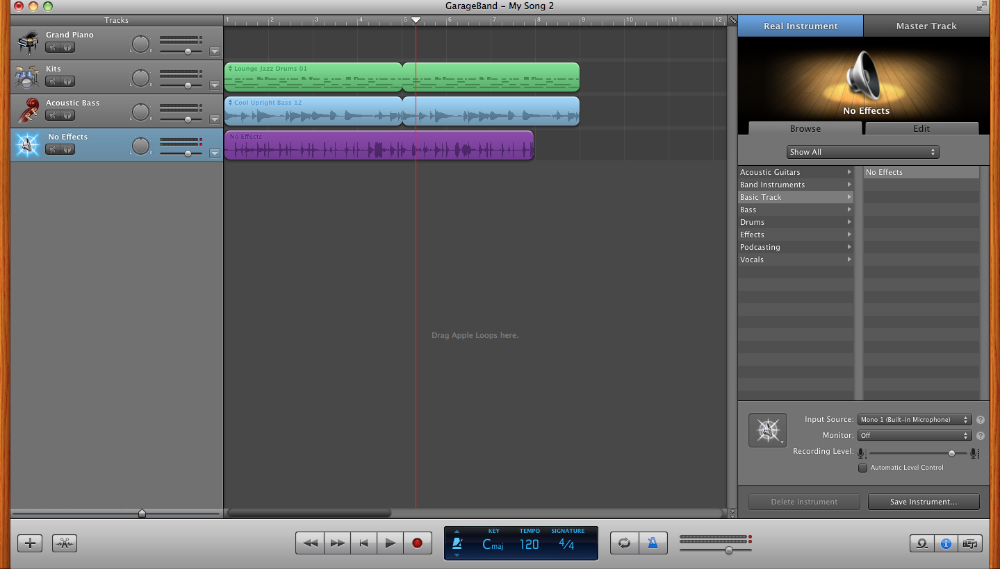 GarageBand – My Song 2
Tracks
1 2 3 4 5 6 7 8 9 10 11 12
Real Instrument
Master Track
Grand Piano
L R
Kits
L R
Lounge Jazz Drums 01
Acoustic Bass
L R
Cool Upright Bass 12
No Effects
L R
No Effects
Drag Apple Loops here.
No Effects
Browse
Edit
Show All
Acoustic Guitars
Band Instruments
Basic Track
Bass
Drums
Effects
Podcasting
Vocals
No Effects
Input Source: Mono 1 (Built-in Microphone) ?
Monitor: Off ?
Recording Level:
Automatic Level Control
Delete Instrument
Save Instrument...
KEY TEMPO SIGNATURE
C maj 120 4/4